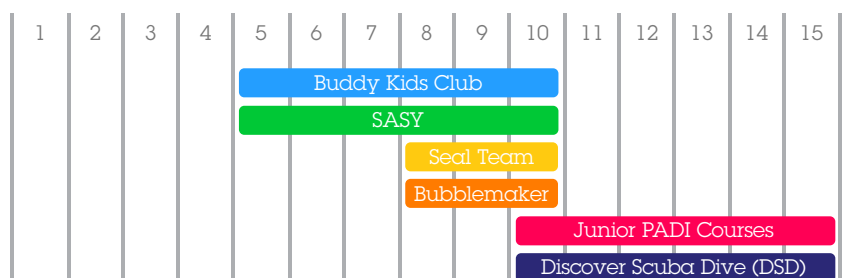 1 2 3 4 5 6 7 8 9 10 11 12 13 14 15
Buddy Kids Club
SASY
Seal Team
Bubblemaker
Junior PADI Courses
Discover Scuba Dive (DSD)